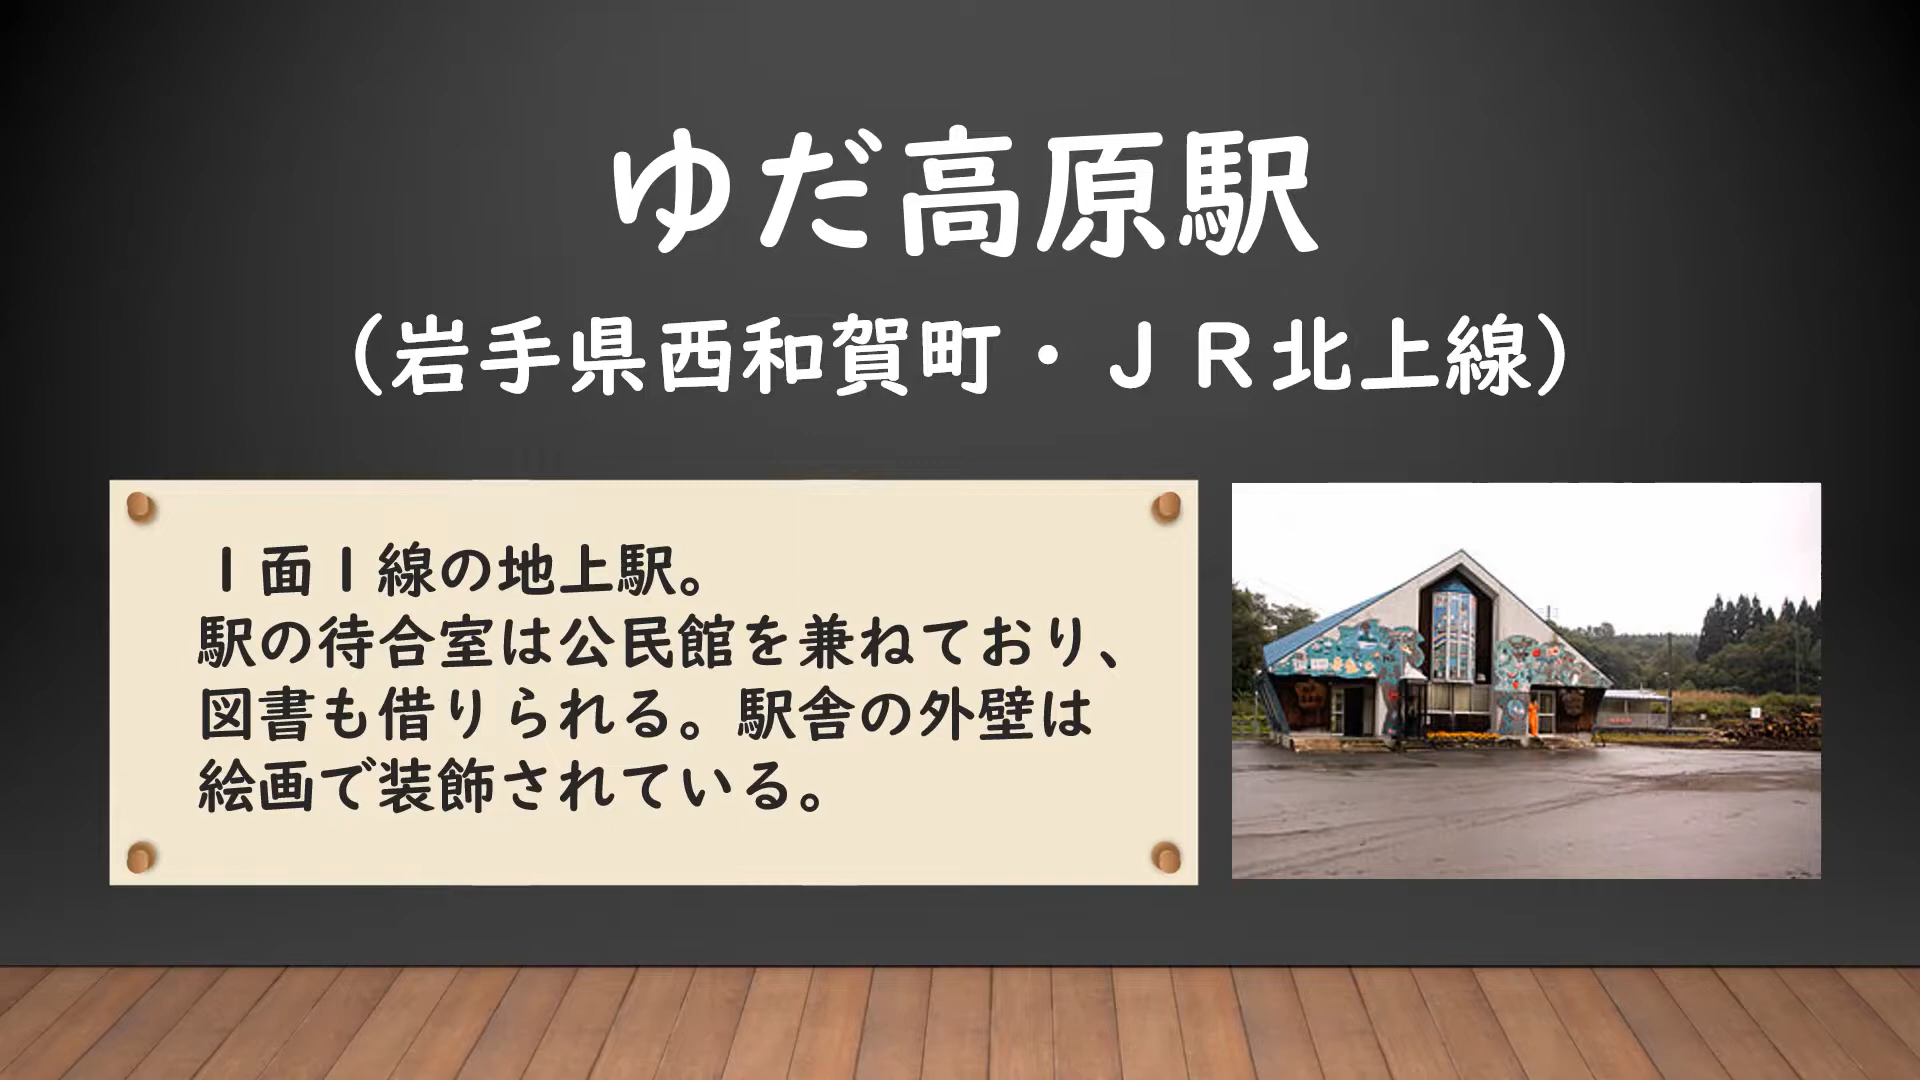 ゆだ高原駅
（岩手県西和賀町・ＪＲ北上線）
１面１線の地上駅。
駅の待合室は公民館を兼ねており、
図書も借りられる。駅舎の外壁は
絵画で装飾されている。